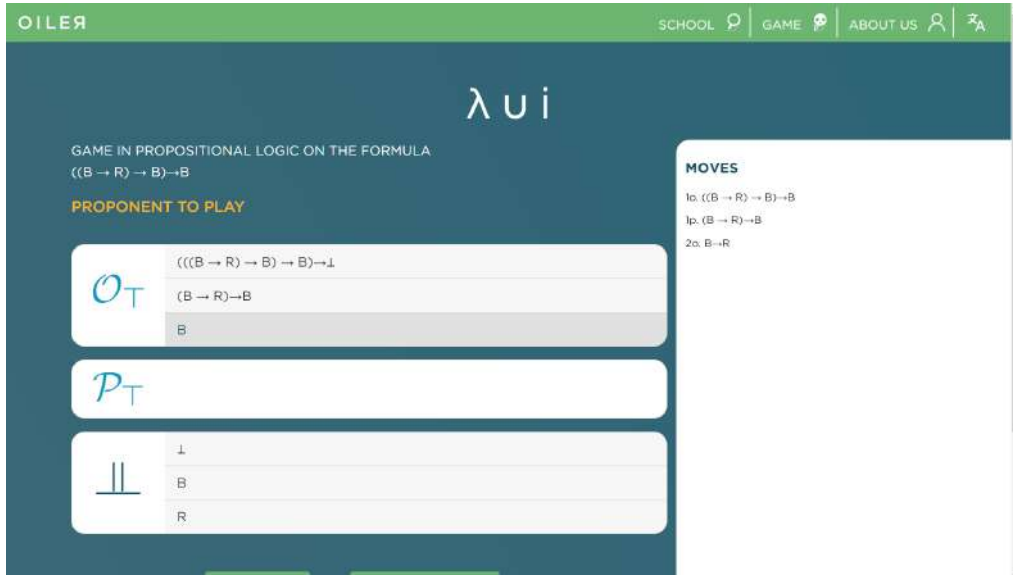 OILEЯ
SCHOOL GAME ABOUT US
λ υ i
GAME IN PROPOSITIONAL LOGIC ON THE FORMULA
((B → R) → B)→B
PROPONENT TO PLAY
𝒪⊤
(((B → R) → B) → B)→⊥
(B → R)→B
B
𝒫⊤
⫫
⊥
B
R
MOVES
1o. ((B → R) → B)→B
1p. (B → R)→B
2o. B→R